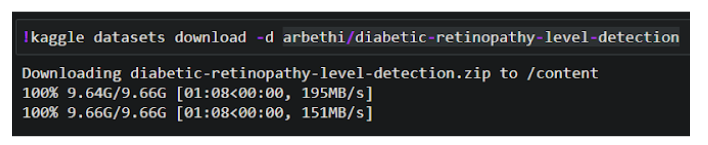 !kaggle datasets download -d arbethi/diabetic-retinopathy-level-detection
Downloading diabetic-retinopathy-level-detection.zip to /content
100% 9.64G/9.66G [01:08<00:00, 195MB/s]
100% 9.66G/9.66G [01:08<00:00, 151MB/s]